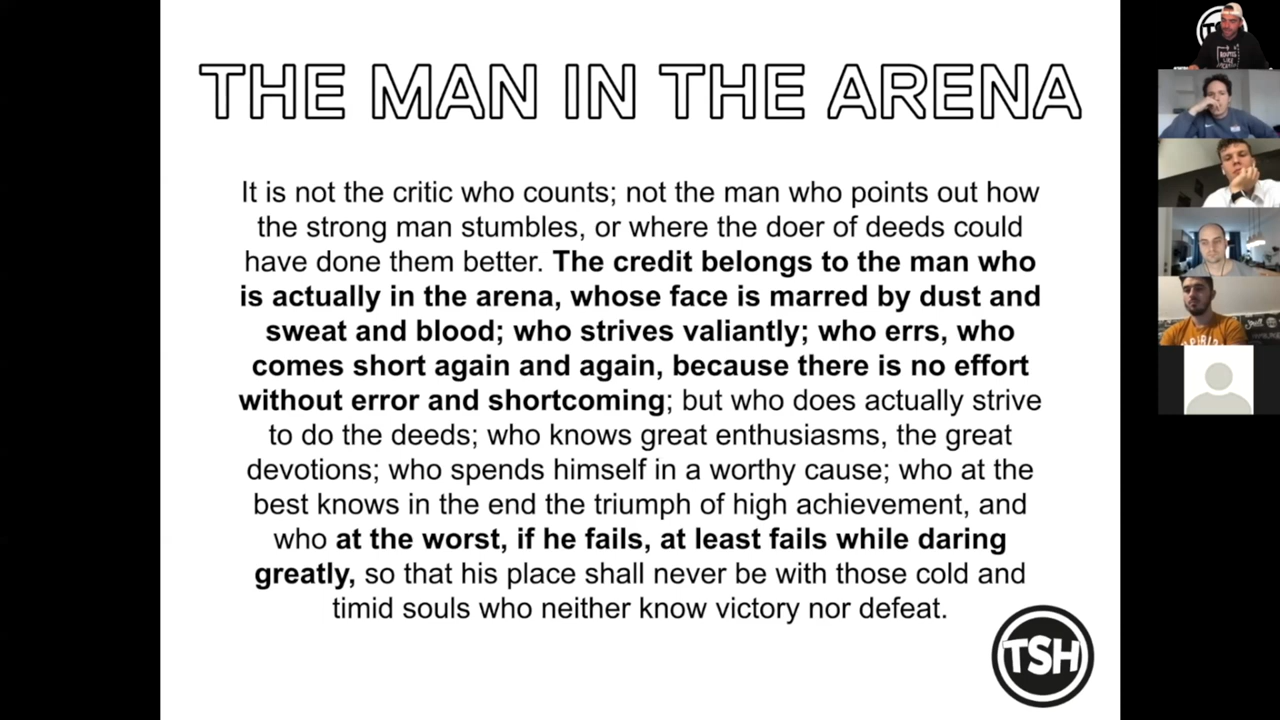 THE MAN IN THE ARENA
It is not the critic who counts; not the man who points out how
the strong man stumbles, or where the doer of deeds could
have done them better. The credit belongs to the man who
is actually in the arena, whose face is marred by dust and
sweat and blood; who strives valiantly; who errs, who
comes short again and again, because there is no effort
without error and shortcoming; but who does actually strive
to do the deeds; who knows great enthusiasms, the great
devotions; who spends himself in a worthy cause; who at the
best knows in the end the triumph of high achievement, and
who at the worst, if he fails, at least fails while daring
greatly, so that his place shall never be with those cold and
timid souls who neither know victory nor defeat.
TSH